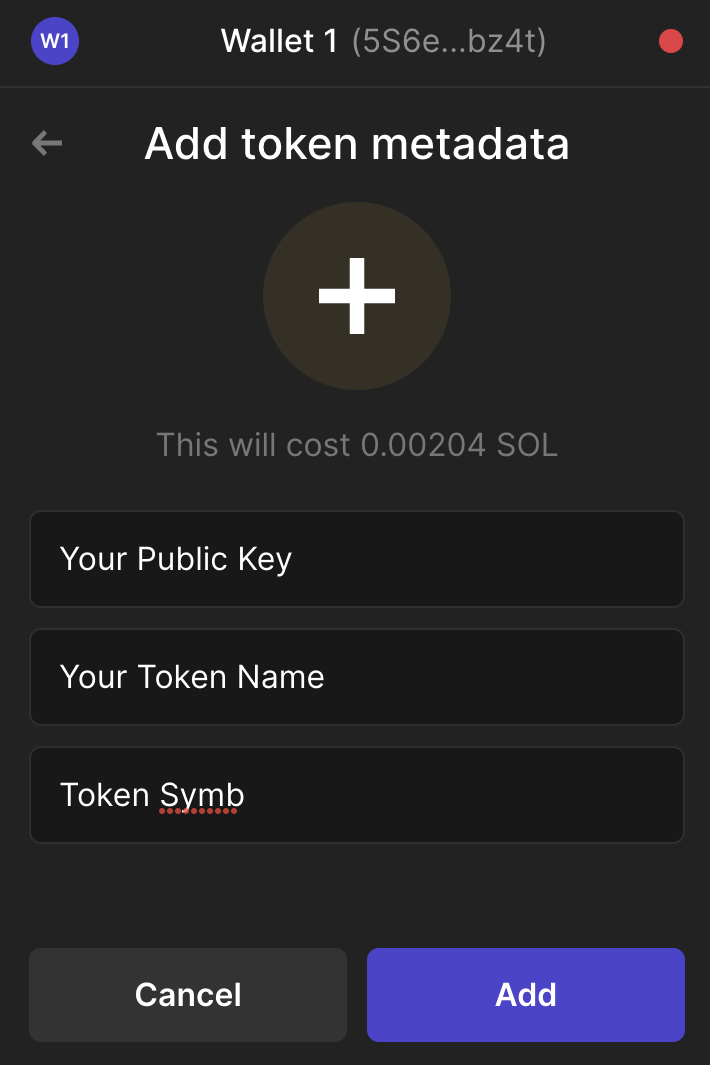 W1
Wallet 1 (5S6e...bz4t)
Add token metadata
This will cost 0.00204 SOL
Your Public Key
Your Token Name
Token Symb
Cancel
Add